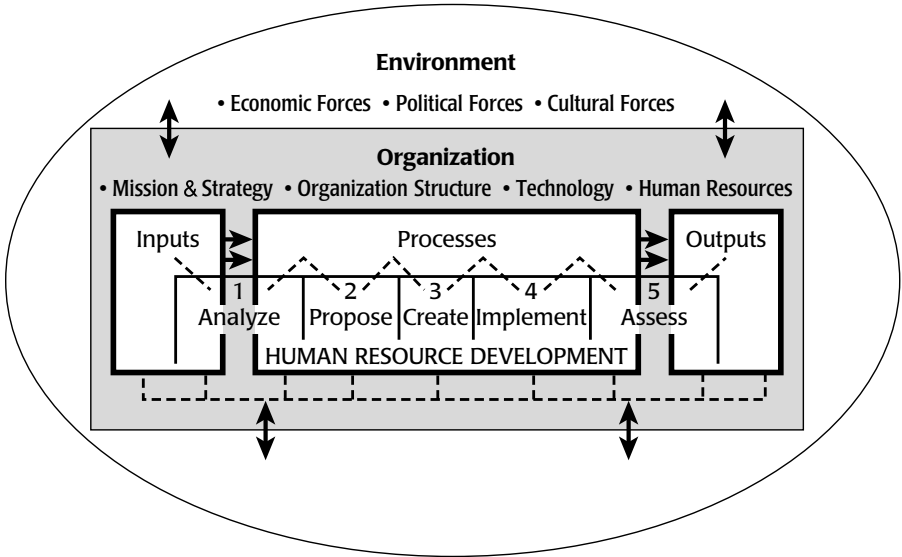 Environment
• Economic Forces • Political Forces • Cultural Forces
Organization
• Mission & Strategy • Organization Structure • Technology • Human Resources
Inputs
Processes
Outputs
1
2
3
4
5
Analyze
Propose
Create
Implement
Assess
HUMAN RESOURCE DEVELOPMENT